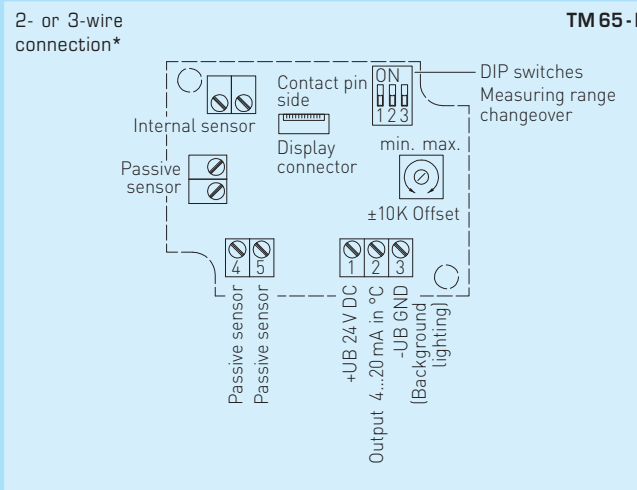 2- or 3-wire
connection*
TM 65 - I
Contact pin
side
ON
1 2 3
DIP switches
Measuring range
changeover
Internal sensor
Display
connector
min. max.
Passive
sensor
±10K Offset
4 5
1 2 3
Passive sensor
Passive sensor
+UB 24 V DC
Output 4...20 mA in °C
-UB GND
(Background
lighting)